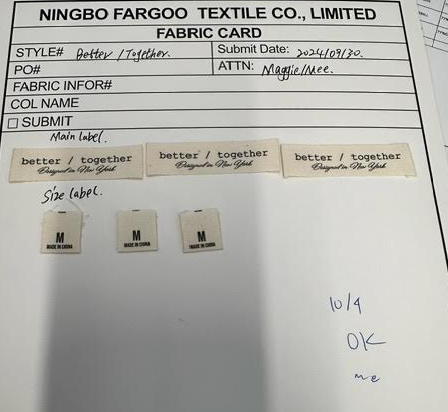 NINGBO FARGOO TEXTILE CO., LIMITED
FABRIC CARD
STYLE# Better / Together. Submit Date: 2024/09/30.
PO# ATTN: Maggie/Mee.
FABRIC INFOR#
COL NAME
SUBMIT
Main label.
better / together better / together better / together
Designed in New York Designed in New York Designed in New York
Size label.
M M M
MADE IN CHINA MADE IN CHINA MADE IN CHINA
10/9
OK
me